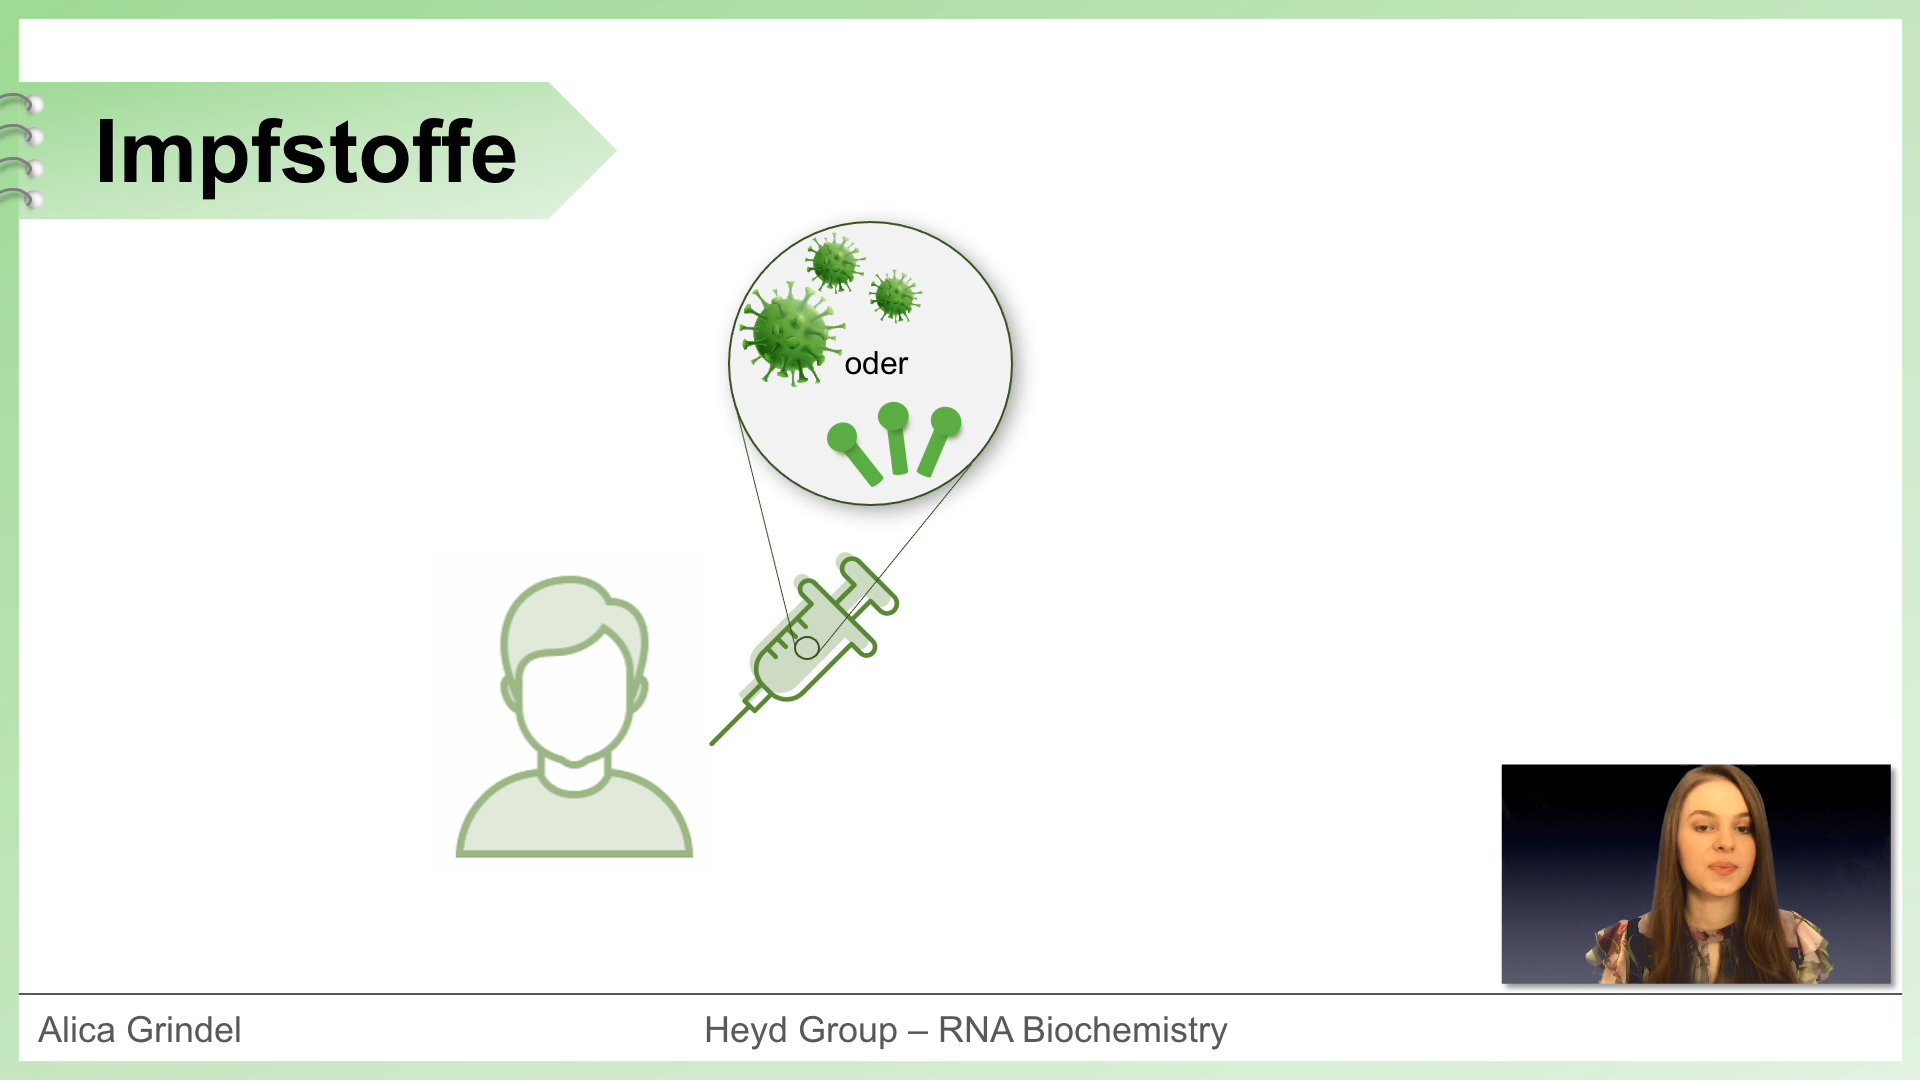 Impfstoffe
oder
Alica Grindel
Heyd Group – RNA Biochemistry